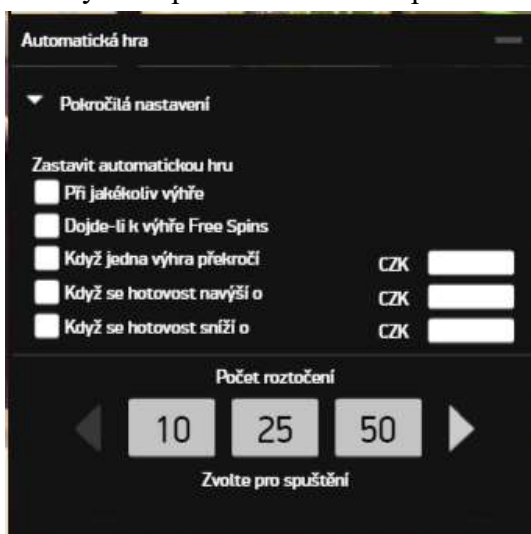 Automatická hra
Pokročilá nastavení
Zastavit automatickou hru
Při jakékoliv výhře
Dojde-li k výhře Free Spins
Když jedna výhra překročí CZK
Když se hotovost navýší o CZK
Když se hotovost sníží o CZK
Počet roztočení
10 25 50
Zvolte pro spuštění